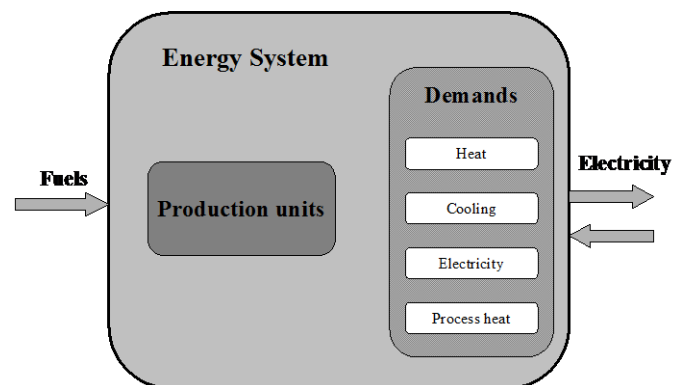 Energy System
Demands
Heat
Electricity
Fuels
Production units
Cooling
Electricity
Process heat